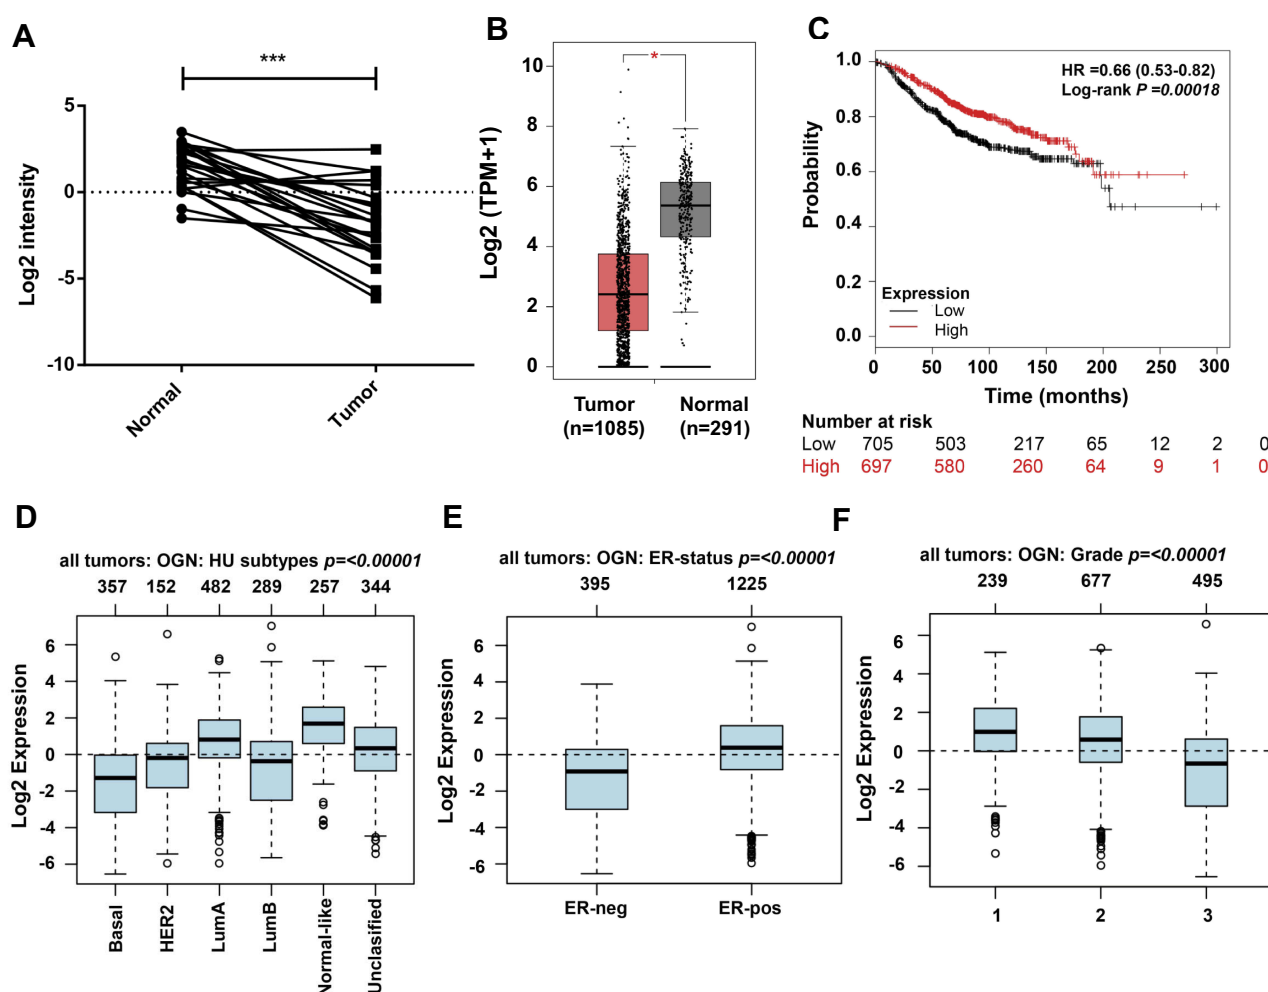 A
***
5
0
-5
-10
Log2 intensity
Normal
Tumor
B
*
10
8
6
4
2
0
Log2 (TPM+1)
Tumor
(n=1085)
Normal
(n=291)
C
HR =0.66 (0.53-0.82)
Log-rank P =0.00018
1.0
0.8
0.6
0.4
0.2
0.0
Probability
Expression
Low
High
0 50 100 150 200 250 300
Time (months)
Number at risk
Low 705 503 217 65 12 2 0
High 697 580 260 64 9 1 0
D
all tumors: OGN: HU subtypes p=<0.00001
357 152 482 289 257 344
6
4
2
0
-2
-4
-6
Log2 Expression
Basal
HER2
LumA
LumB
Normal-like
Unclassified
E
all tumors: OGN: ER-status p=<0.00001
395 1225
6
4
2
0
-2
-4
-6
Log2 Expression
ER-neg ER-pos
F
all tumors: OGN: Grade p=<0.00001
239 677 495
6
4
2
0
-2
-4
-6
Log2 Expression
1 2 3